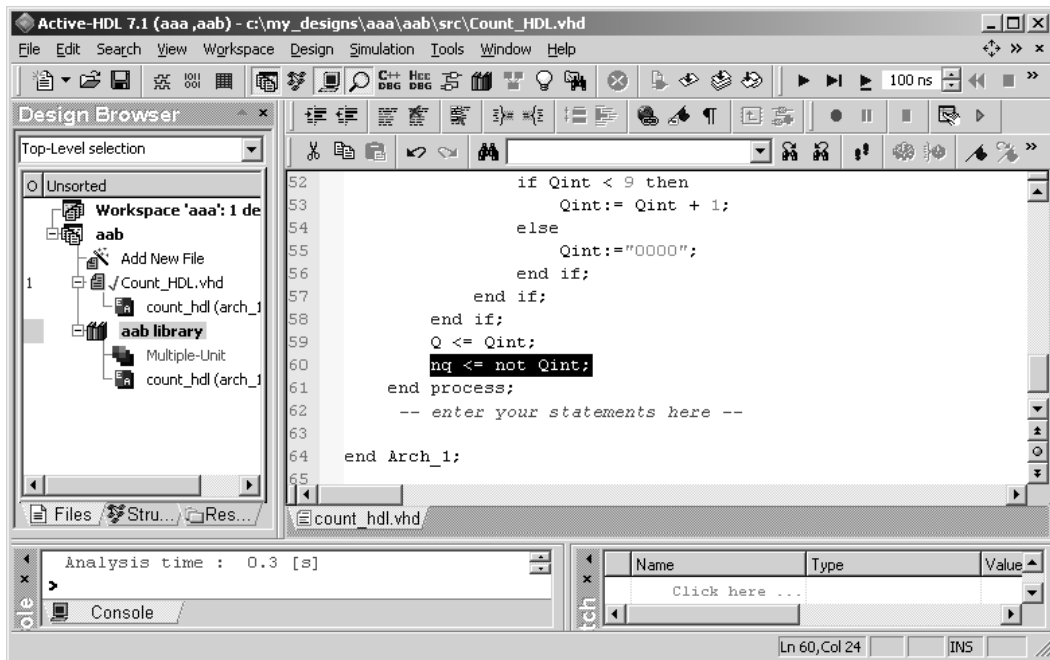 Active-HDL 7.1 (aaa ,aab) - c:\my_designs\aaa\aab\src\Count_HDL.vhd
File Edit Search View Workspace Design Simulation Tools Window Help
C++ DBG HCC DBG 100 ns
Design Browser
Top-Level selection
O Unsorted
Workspace 'aaa': 1 de
aab
Add New File
1 Count_HDL.vhd
count_hdl (arch_1
aab library
Multiple-Unit
count_hdl (arch_1
Files Stru... Res...
52 if Qint < 9 then
53 Qint:= Qint + 1;
54 else
55 Qint:="0000";
56 end if;
57 end if;
58 end if;
59 Q <= Qint;
60 nq <= not Qint;
61 end process;
62 -- enter your statements here --
63
64 end Arch_1;
65
count_hdl.vhd
Analysis time : 0.3 [s]
>
Console
Name Type Value
Click here ...
Ln 60, Col 24 INS